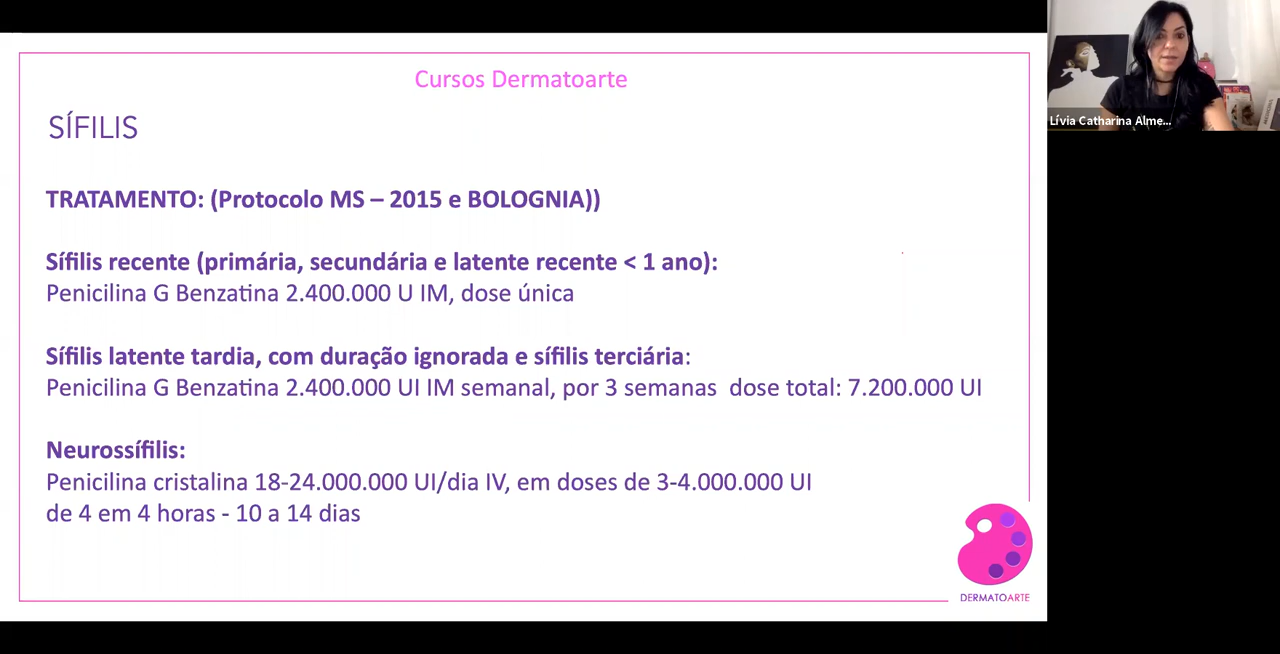 Cursos Dermatoarte
Lívia Catharina Alme...
SÍFILIS
TRATAMENTO: (Protocolo MS – 2015 e BOLOGNIA))
Sífilis recente (primária, secundária e latente recente < 1 ano):
Penicilina G Benzatina 2.400.000 U IM, dose única
Sífilis latente tardia, com duração ignorada e sífilis terciária:
Penicilina G Benzatina 2.400.000 UI IM semanal, por 3 semanas dose total: 7.200.000 UI
Neurossífilis:
Penicilina cristalina 18-24.000.000 UI/dia IV, em doses de 3-4.000.000 UI
de 4 em 4 horas - 10 a 14 dias
DERMATOARTE